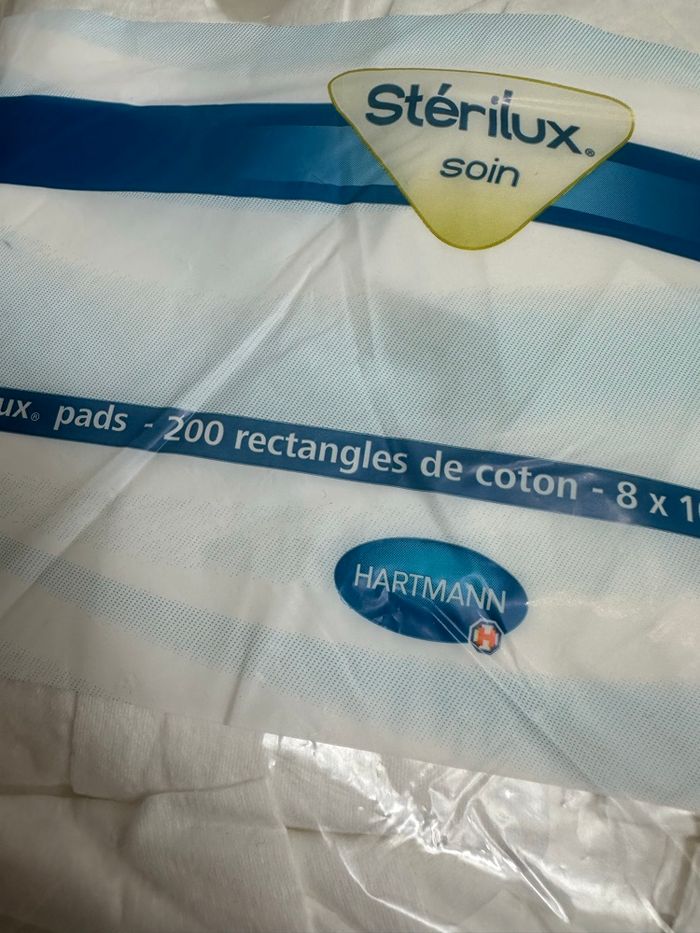 Stérilux®
soin
ux® pads - 200 rectangles de coton - 8 x 1
HARTMANN
H